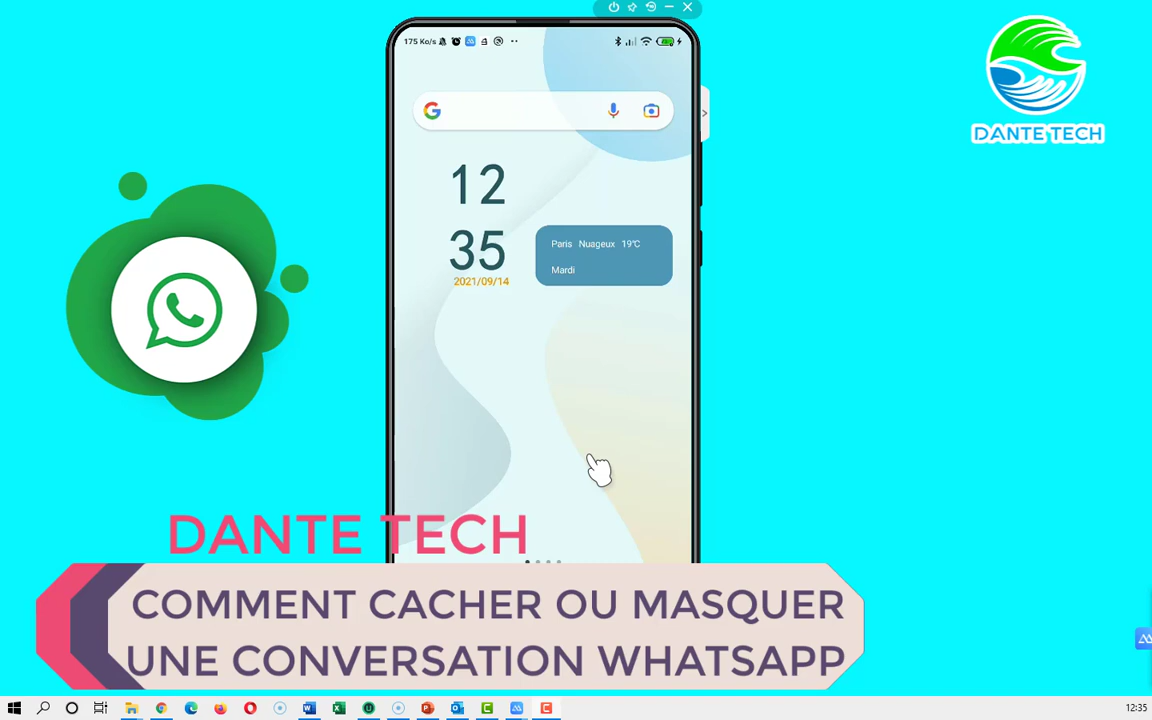 175 Ko/s
DANTE TECH
12
35
2021/09/14
Paris Nuageux 19°C
Mardi
DANTE TECH
COMMENT CACHER OU MASQUER
UNE CONVERSATION WHATSAPP
12:35